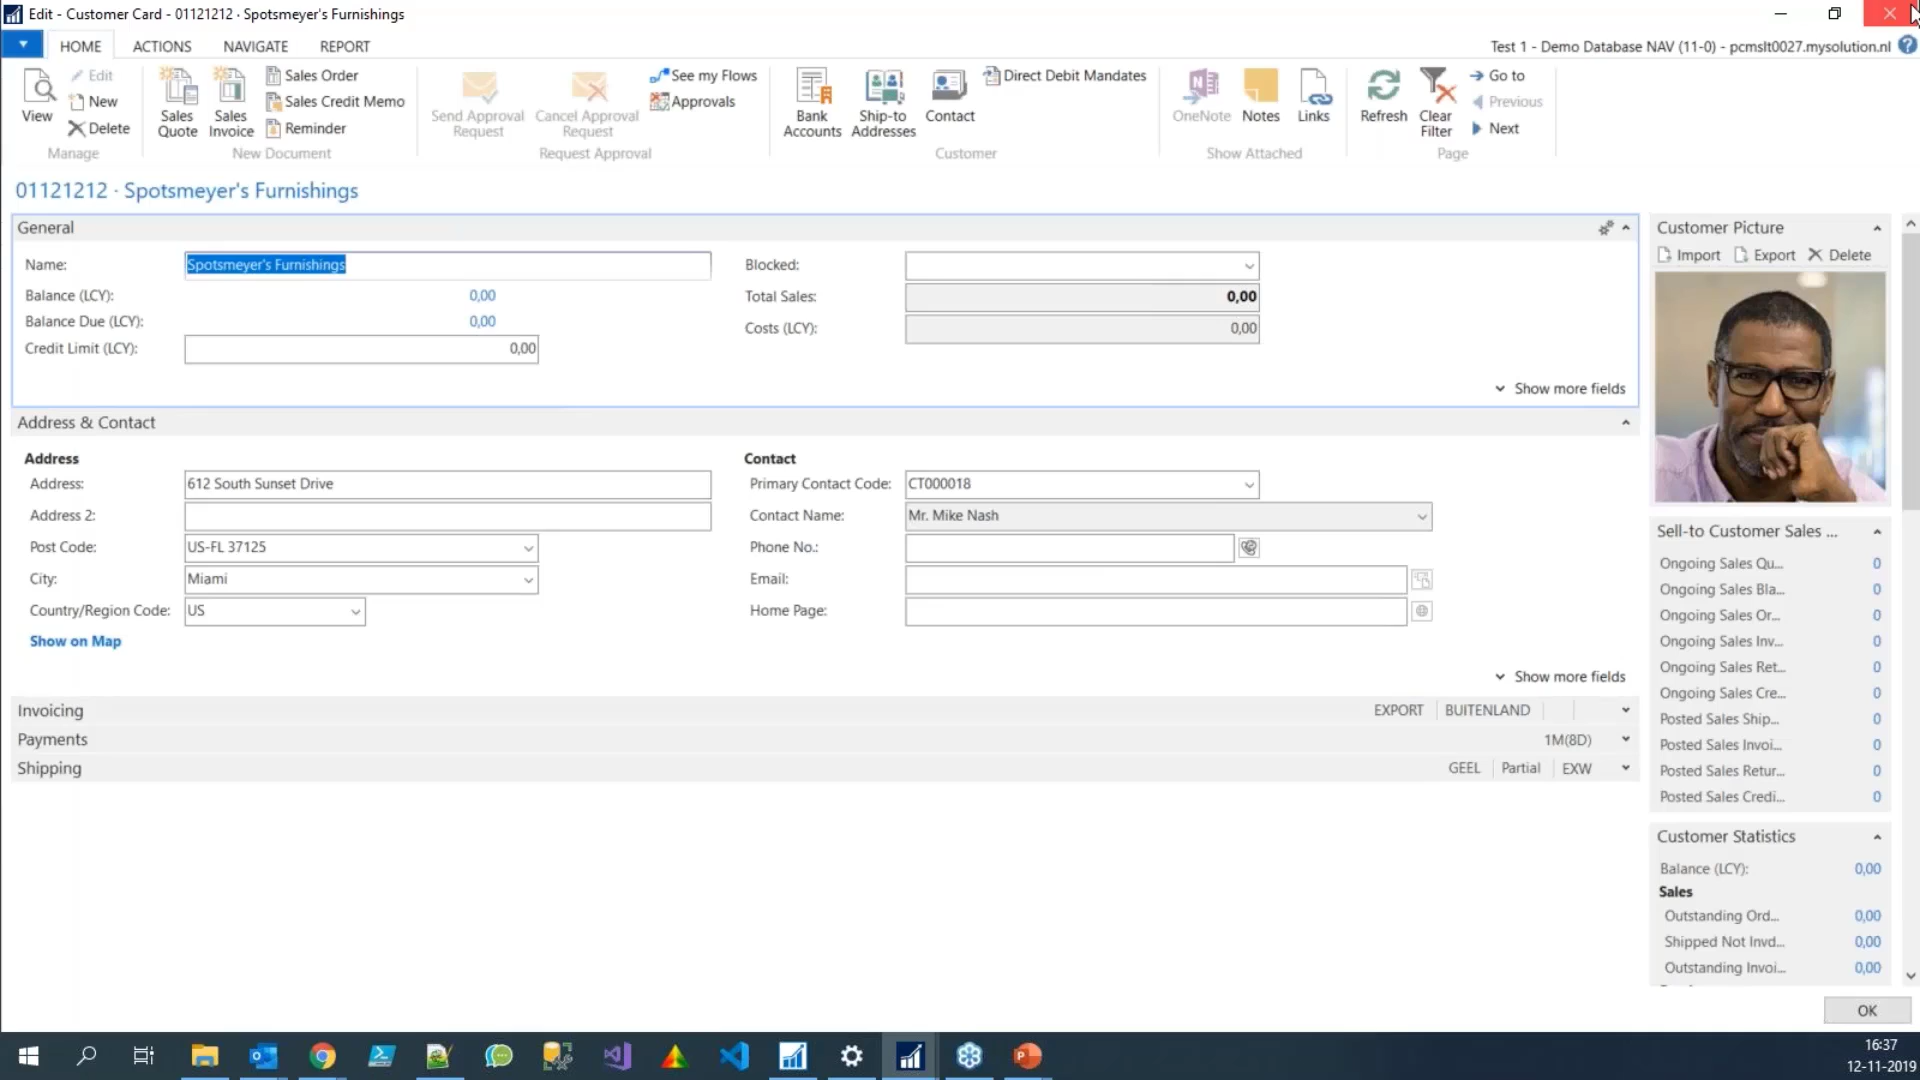 Edit - Customer Card - 01121212 · Spotsmeyer's Furnishings
HOME ACTIONS NAVIGATE REPORT
Test 1 - Demo Database NAV (11-0) - pcmslt0027.mysolution.nl
View
Edit
New
Delete
Manage
Sales Quote
Sales Invoice
Sales Order
Sales Credit Memo
Reminder
New Document
Send Approval Request
Cancel Approval Request
See my Flows
Approvals
Request Approval
Bank Accounts
Ship-to Addresses
Contact
Direct Debit Mandates
Customer
OneNote
Notes
Links
Show Attached
Refresh
Clear Filter
Go to
Previous
Next
Page
01121212 · Spotsmeyer's Furnishings
General
Name: Spotsmeyer's Furnishings
Balance (LCY): 0,00
Balance Due (LCY): 0,00
Credit Limit (LCY): 0,00
Blocked:
Total Sales: 0,00
Costs (LCY): 0,00
Show more fields
Address & Contact
Address
Address: 612 South Sunset Drive
Address 2:
Post Code: US-FL 37125
City: Miami
Country/Region Code: US
Show on Map
Contact
Primary Contact Code: CT000018
Contact Name: Mr. Mike Nash
Phone No.:
Email:
Home Page:
Show more fields
Invoicing EXPORT BUITENLAND
Payments 1M(8D)
Shipping GEEL Partial EXW
Customer Picture
Import Export Delete
Sell-to Customer Sales ...
Ongoing Sales Qu... 0
Ongoing Sales Bla... 0
Ongoing Sales Or... 0
Ongoing Sales Inv... 0
Ongoing Sales Ret... 0
Ongoing Sales Cre... 0
Posted Sales Ship... 0
Posted Sales Invoi... 0
Posted Sales Retur... 0
Posted Sales Credi... 0
Customer Statistics
Balance (LCY): 0,00
Sales
Outstanding Ord... 0,00
Shipped Not Invd... 0,00
Outstanding Invoi... 0,00
OK
16:37
12-11-2019